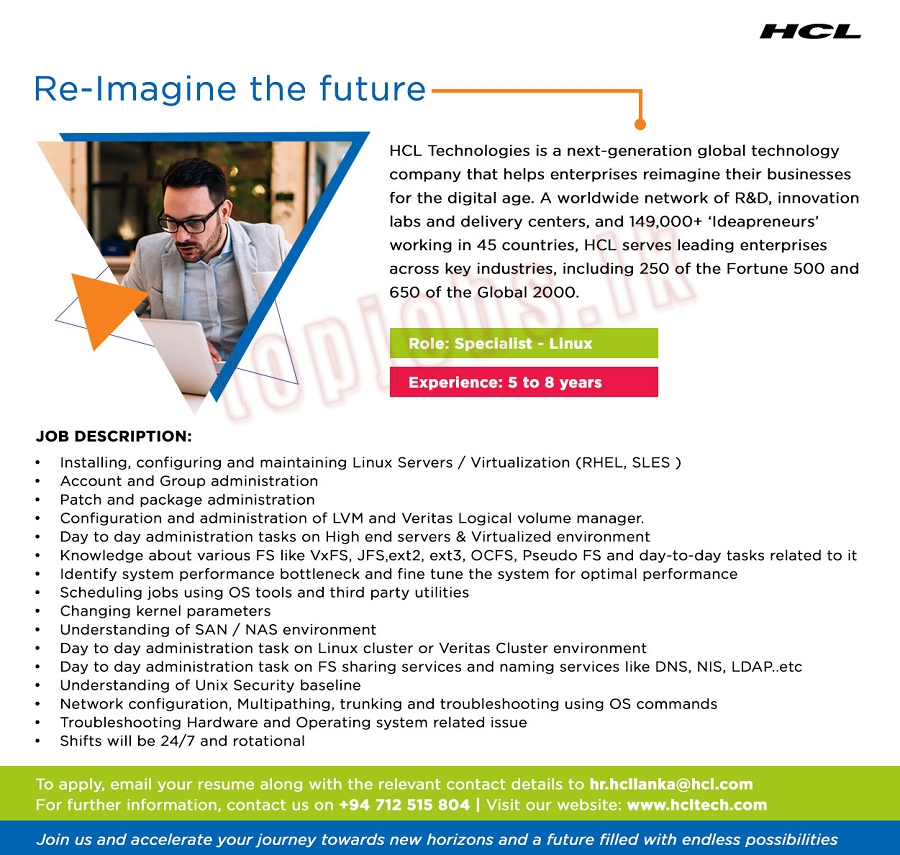 HCL
Re-Imagine the future
HCL Technologies is a next-generation global technology
company that helps enterprises reimagine their businesses
for the digital age. A worldwide network of R&D, innovation
labs and delivery centers, and 149,000+ ‘Ideapreneurs’
working in 45 countries, HCL serves leading enterprises
across key industries, including 250 of the Fortune 500 and
650 of the Global 2000.
topjobs.lk
Role: Specialist - Linux
Experience: 5 to 8 years
JOB DESCRIPTION:
• Installing, configuring and maintaining Linux Servers / Virtualization (RHEL, SLES )
• Account and Group administration
• Patch and package administration
• Configuration and administration of LVM and Veritas Logical volume manager.
• Day to day administration tasks on High end servers & Virtualized environment
• Knowledge about various FS like VxFS, JFS,ext2, ext3, OCFS, Pseudo FS and day-to-day tasks related to it
• Identify system performance bottleneck and fine tune the system for optimal performance
• Scheduling jobs using OS tools and third party utilities
• Changing kernel parameters
• Understanding of SAN / NAS environment
• Day to day administration task on Linux cluster or Veritas Cluster environment
• Day to day administration task on FS sharing services and naming services like DNS, NIS, LDAP..etc
• Understanding of Unix Security baseline
• Network configuration, Multipathing, trunking and troubleshooting using OS commands
• Troubleshooting Hardware and Operating system related issue
• Shifts will be 24/7 and rotational
To apply, email your resume along with the relevant contact details to hr.hcllanka@hcl.com
For further information, contact us on +94 712 515 804 | Visit our website: www.hcltech.com
Join us and accelerate your journey towards new horizons and a future filled with endless possibilities